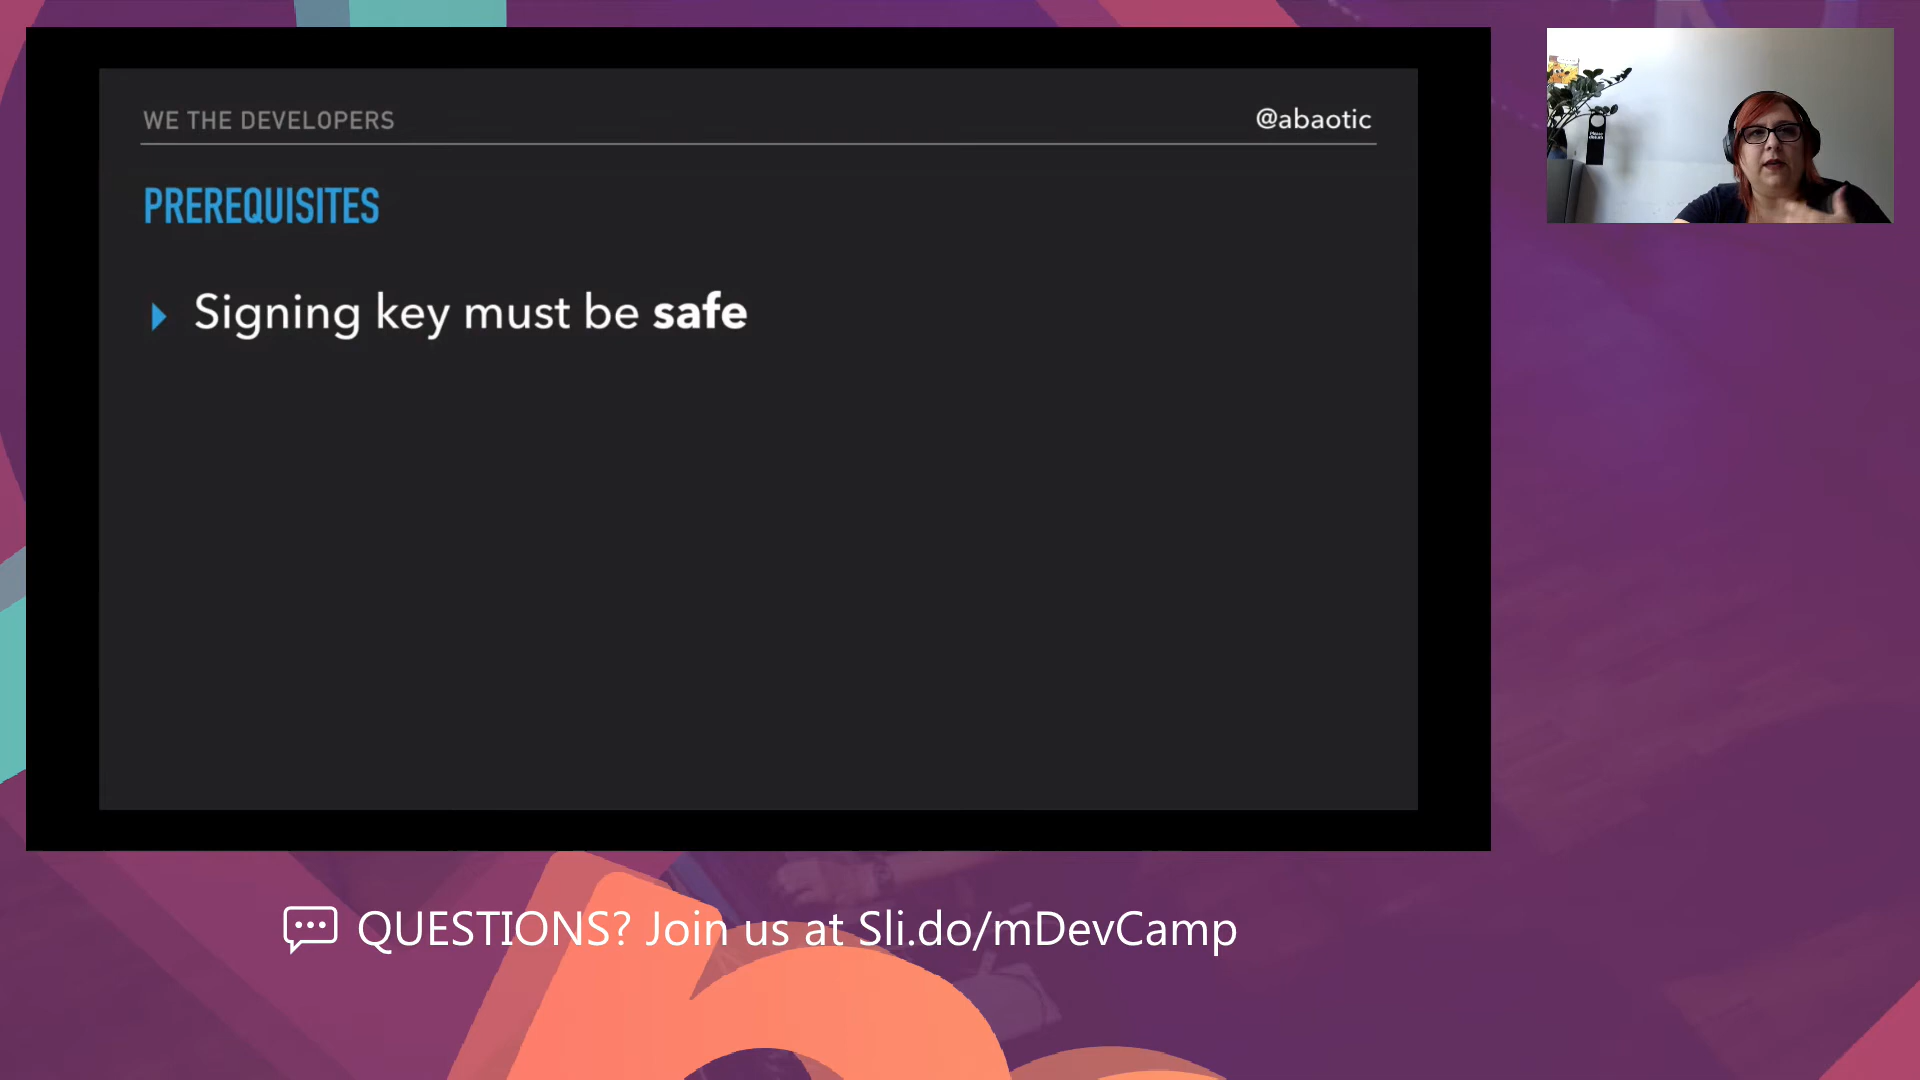 WE THE DEVELOPERS
@abaotic
PREREQUISITES
Signing key must be safe
QUESTIONS? Join us at Sli.do/mDevCamp